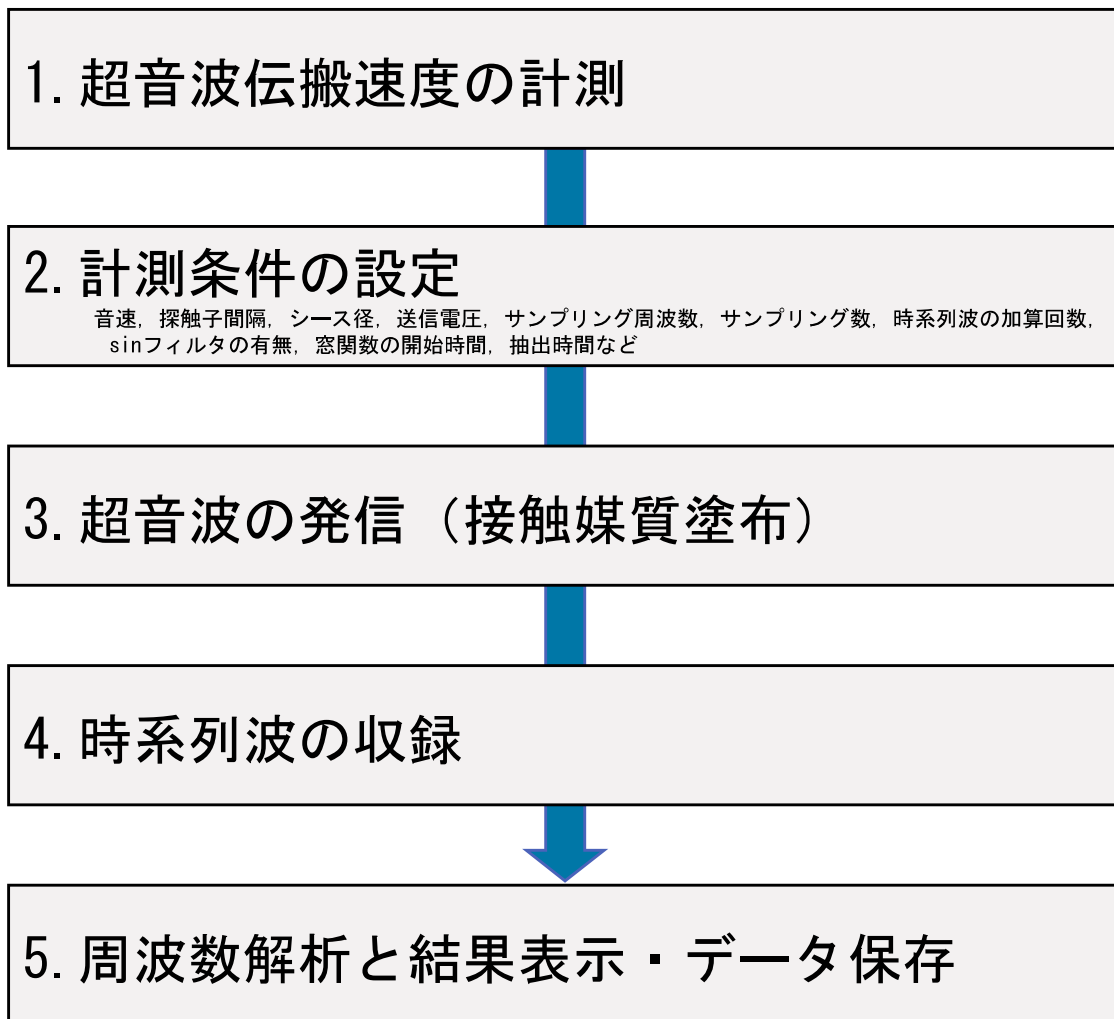 1. 超音波伝搬速度の計測
2. 計測条件の設定
音速, 探触子間隔, シース径, 送信電圧, サンプリング周波数, サンプリング数, 時系列波の加算回数,
sinフィルタの有無, 窓関数の開始時間, 抽出時間など
3. 超音波の発信（接触媒質塗布）
4. 時系列波の収録
5. 周波数解析と結果表示・データ保存